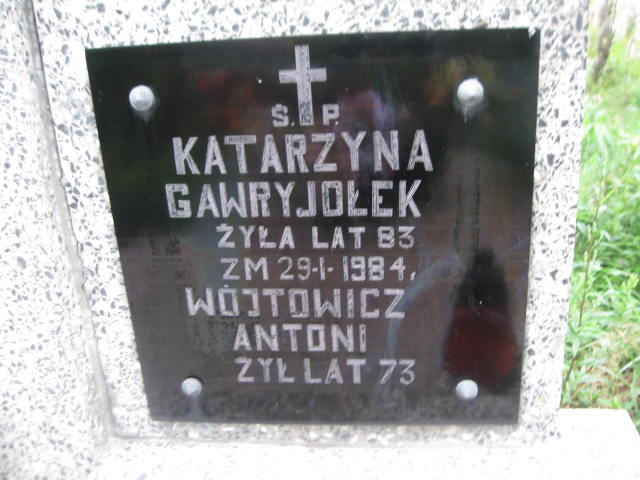 Ś. P.
KATARZYNA
GAWRYJOŁEK
ŻYŁA LAT 83
ZM 29-I-1984.
WÓJTOWICZ
ANTONI
ŻYŁ LAT 73